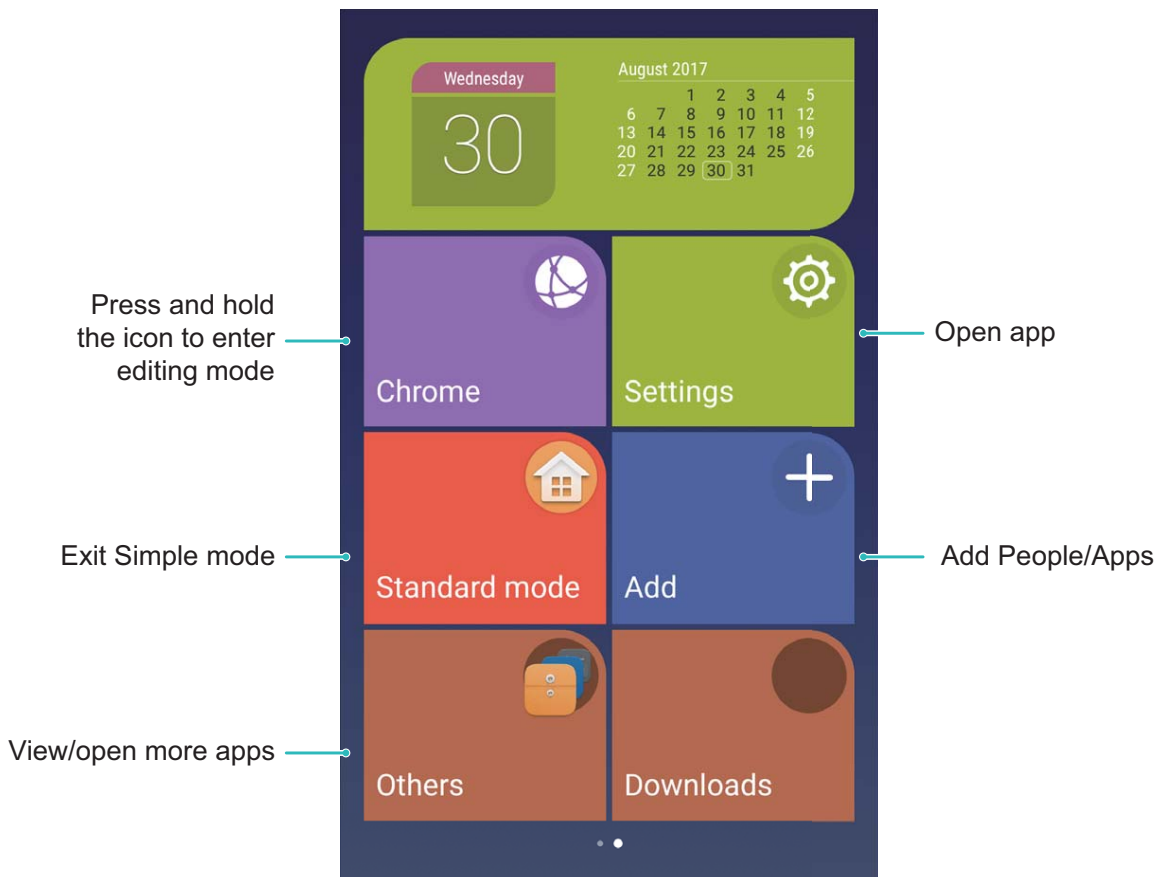 Wednesday
30
August 2017
1 2 3 4 5
6 7 8 9 10 11 12
13 14 15 16 17 18 19
20 21 22 23 24 25 26
27 28 29 30 31
Press and hold
the icon to enter
editing mode
Chrome
Settings
Open app
Exit Simple mode
Standard mode
Add
Add People/Apps
View/open more apps
Others
Downloads